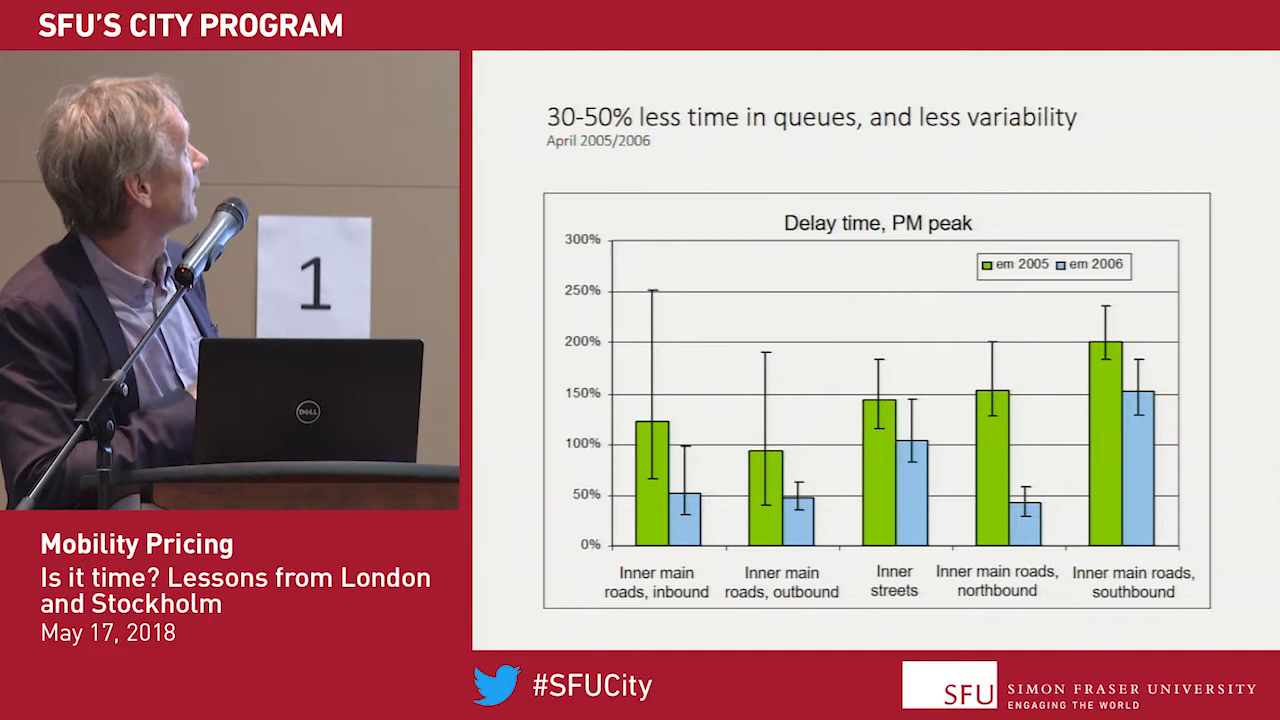 SFU'S CITY PROGRAM
1
DELL
Mobility Pricing
Is it time? Lessons from London
and Stockholm
May 17, 2018
30-50% less time in queues, and less variability
April 2005/2006
Delay time, PM peak
em 2005 em 2006
300%
250%
200%
150%
100%
50%
0%
Inner main
roads, inbound
Inner main
roads, outbound
Inner
streets
Inner main roads,
northbound
Inner main roads,
southbound
#SFUCity
SFU
SIMON FRASER UNIVERSITY
ENGAGING THE WORLD